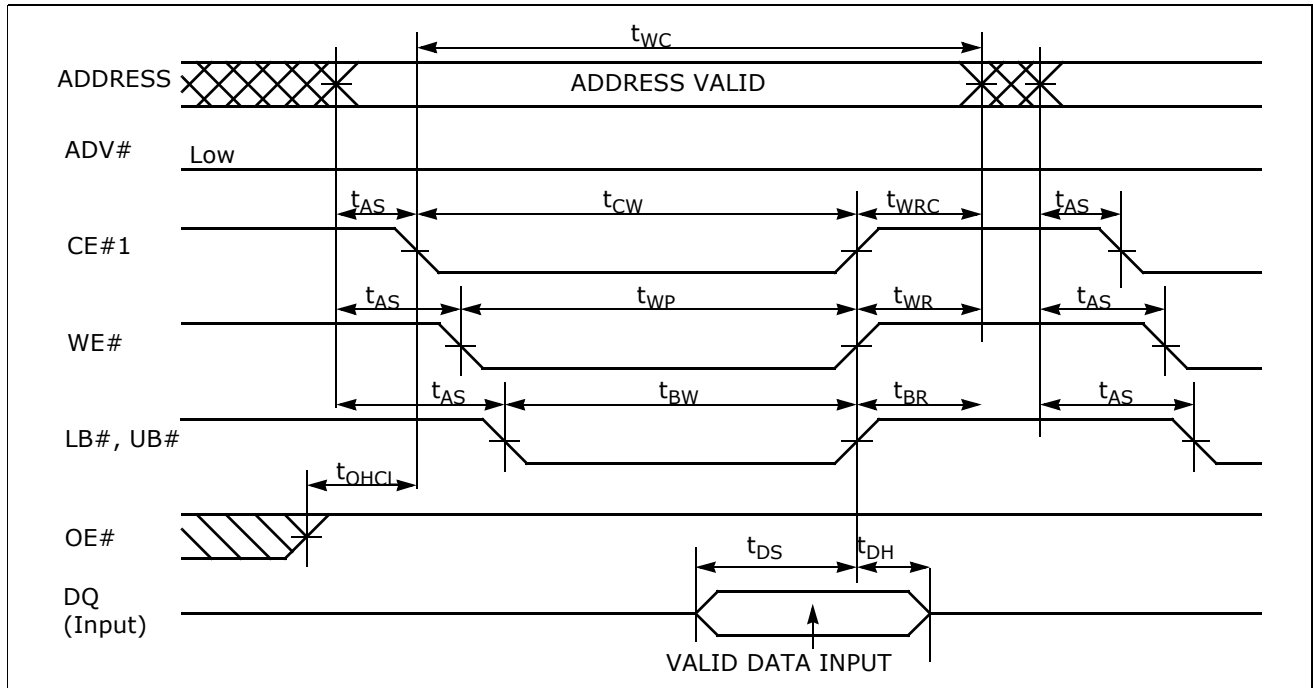 tWC
ADDRESS
ADDRESS VALID
ADV#
Low
tAS
tCW
tWRC
tAS
CE#1
tAS
tWP
tWR
tAS
WE#
tAS
tBW
tBR
tAS
LB#, UB#
tOHCL
OE#
tDS
tDH
DQ
(Input)
VALID DATA INPUT